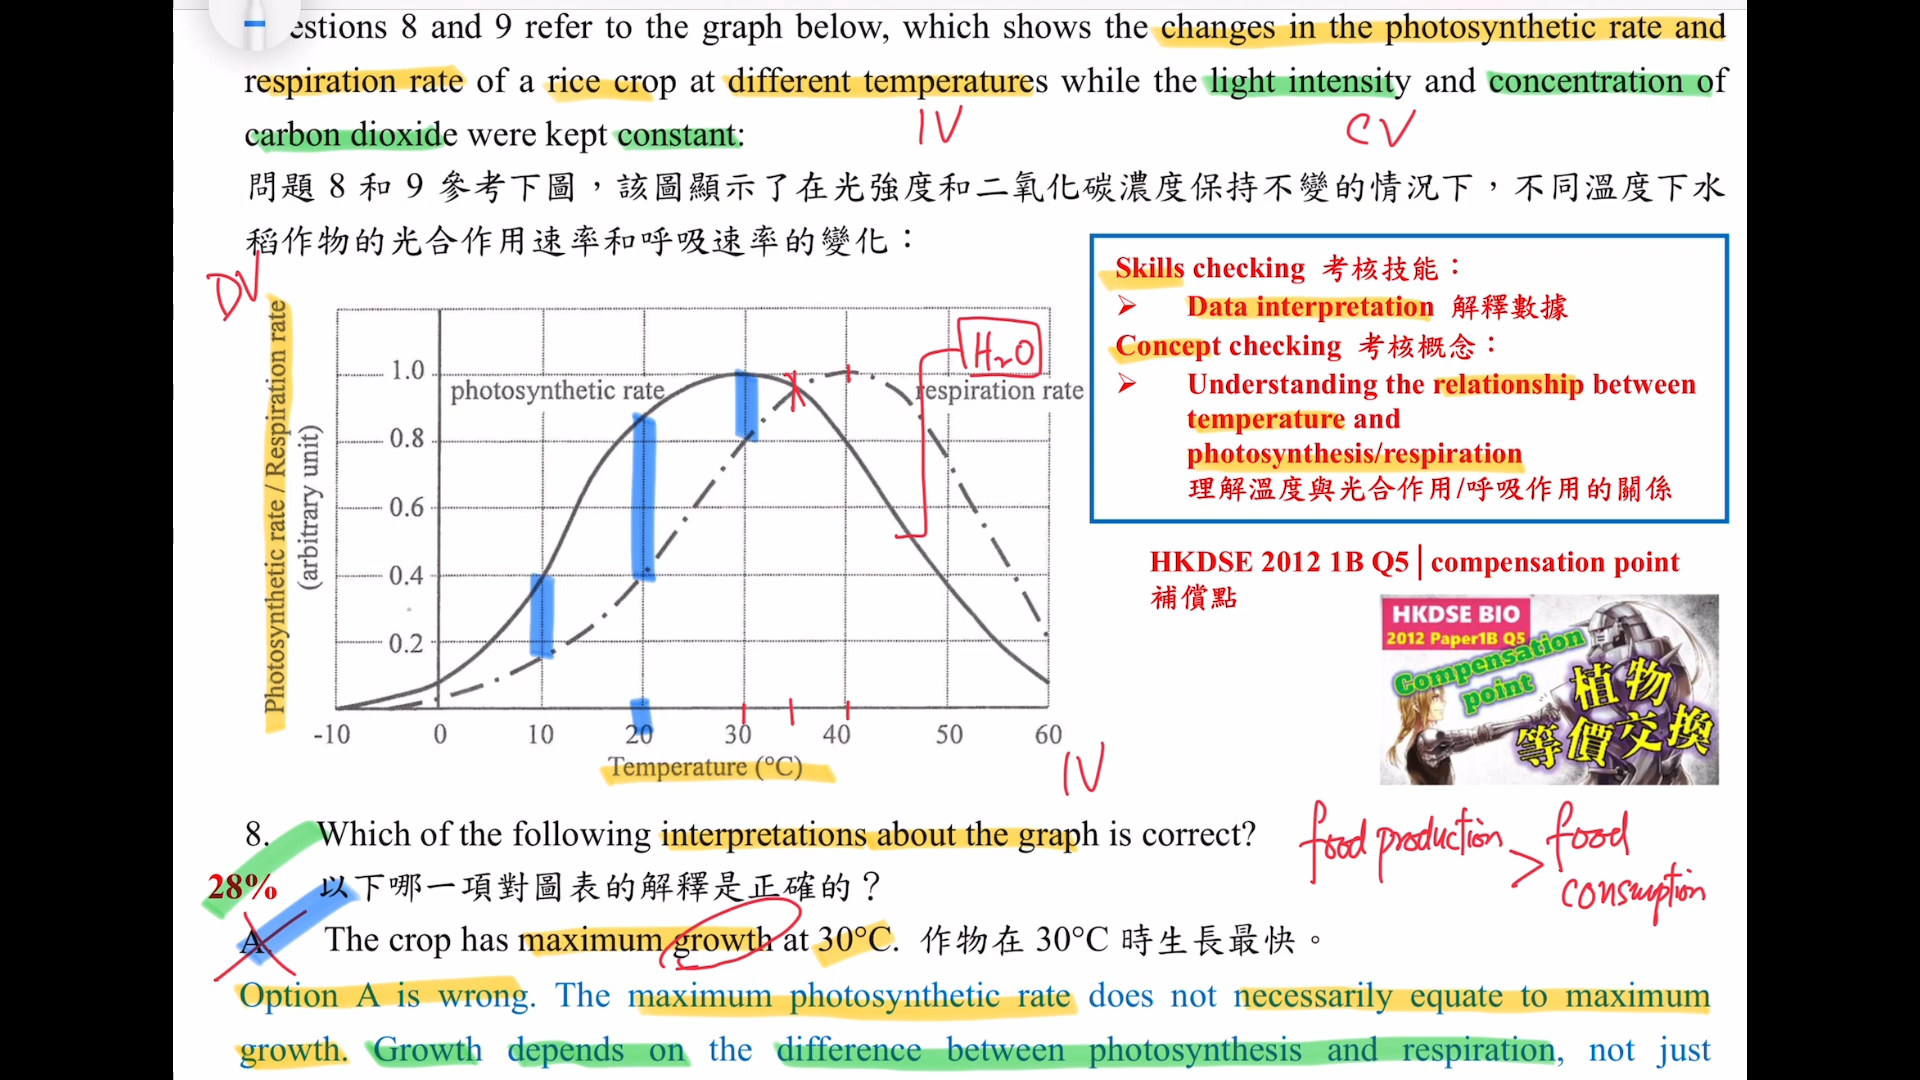 estions 8 and 9 refer to the graph below, which shows the changes in the photosynthetic rate and
respiration rate of a rice crop at different temperatures while the light intensity and concentration of
carbon dioxide were kept constant:
IV
CV
問題 8 和 9 參考下圖，該圖顯示了在光強度和二氧化碳濃度保持不變的情況下，不同溫度下水
稻作物的光合作用速率和呼吸速率的變化：
DV
Photosynthetic rate / Respiration rate
(arbitrary unit)
1.0
0.8
0.6
0.4
0.2
photosynthetic rate
respiration rate
H₂O
-10 0 10 20 30 40 50 60
Temperature (°C)
IV
Skills checking 考核技能：
➢ Data interpretation 解釋數據
Concept checking 考核概念：
➢ Understanding the relationship between
temperature and
photosynthesis/respiration
理解溫度與光合作用/呼吸作用的關係
HKDSE 2012 1B Q5│compensation point
補償點
HKDSE BIO
2012 Paper1B Q5
Compensation
point
植物
等價交換
8. Which of the following interpretations about the graph is correct?
food production > food
consumption
28% 以下哪一項對圖表的解釋是正確的？
A. The crop has maximum growth at 30°C. 作物在 30°C 時生長最快。
Option A is wrong. The maximum photosynthetic rate does not necessarily equate to maximum
growth. Growth depends on the difference between photosynthesis and respiration, not just